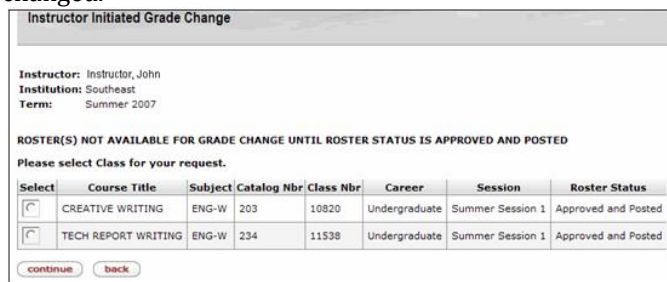 changed.
Instructor Initiated Grade Change
Instructor: Instructor, John
Institution: Southeast
Term: Summer 2007
ROSTER(S) NOT AVAILABLE FOR GRADE CHANGE UNTIL ROSTER STATUS IS APPROVED AND POSTED
Please select Class for your request.
Select Course Title Subject Catalog Nbr Class Nbr Career Session Roster Status
CREATIVE WRITING ENG-W 203 10820 Undergraduate Summer Session 1 Approved and Posted
TECH REPORT WRITING ENG-W 234 11538 Undergraduate Summer Session 1 Approved and Posted
continue back